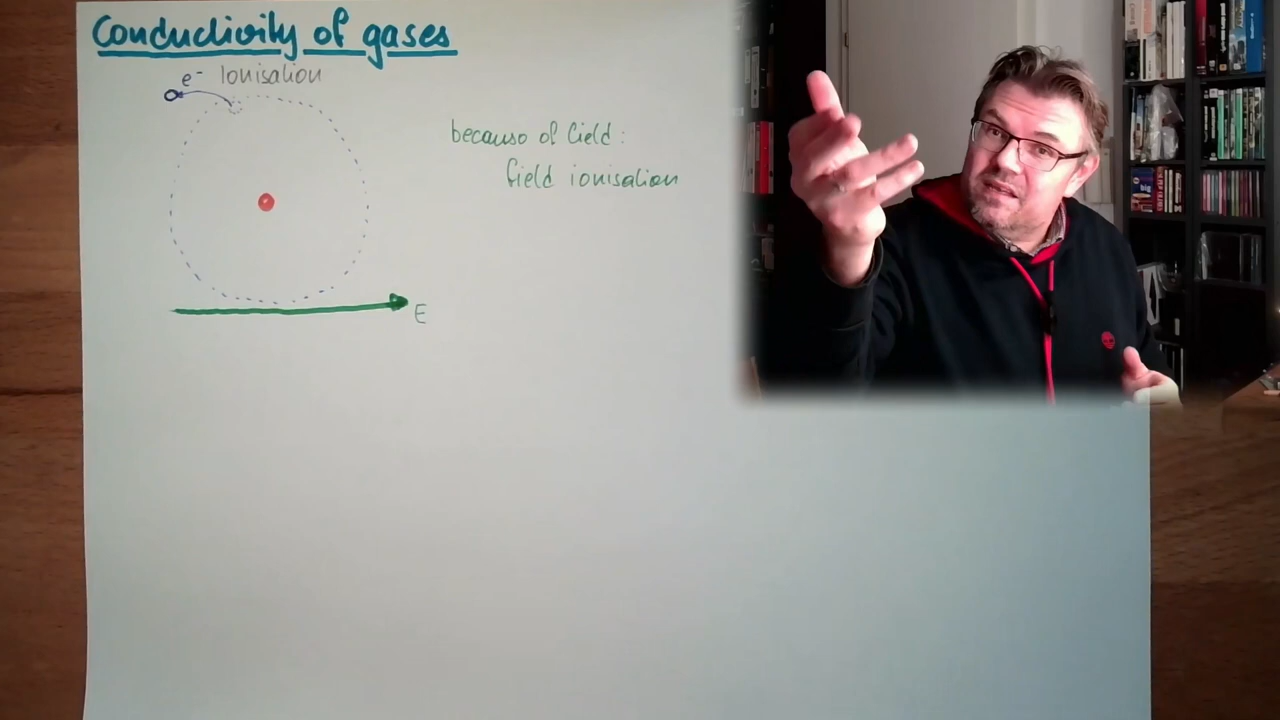 Conductivity of gases
e⁻ Ionisation
because of field:
field ionisation
E